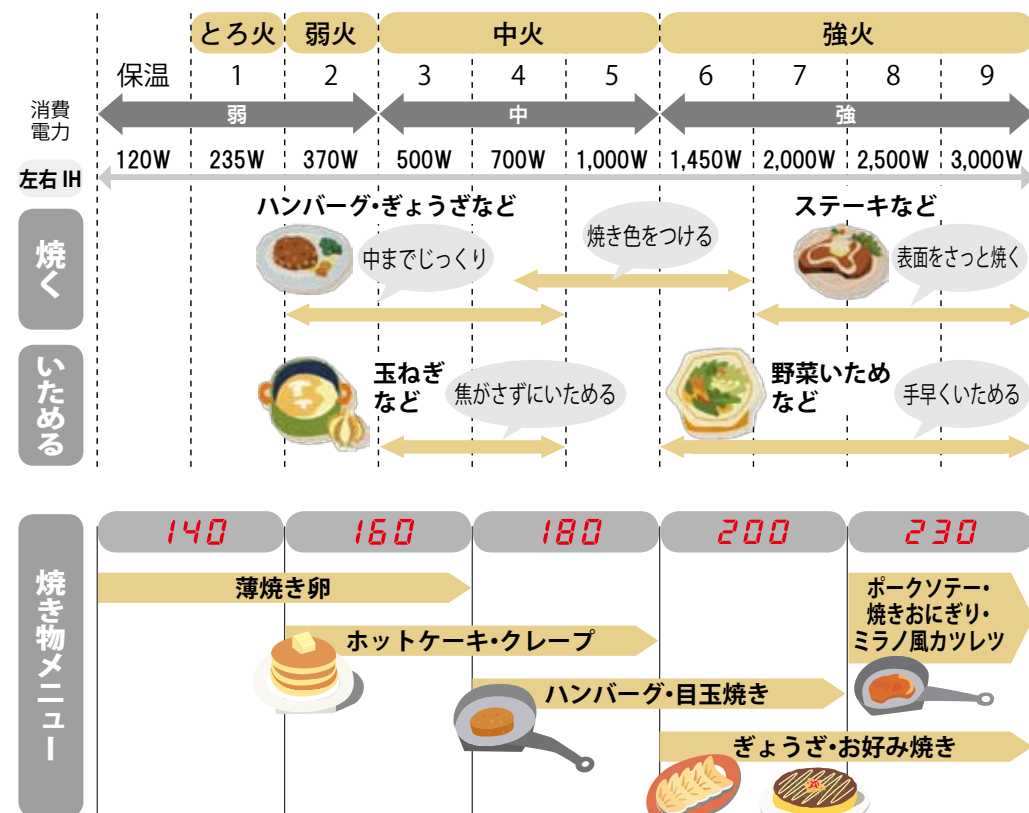 とろ火 弱火 中火 強火
保温 1 2 3 4 5 6 7 8 9
消費
電力
弱 中 強
左右 IH
120W 235W 370W 500W 700W 1,000W 1,450W 2,000W 2,500W 3,000W
焼く
ハンバーグ・ぎょうざなど
中までじっくり
焼き色をつける
ステーキなど
表面をさっと焼く
いためる
玉ねぎ
など
焦がさずにいためる
野菜いため
など
手早くいためる
焼き物メニュー
140 160 180 200 230
薄焼き卵
ホットケーキ・クレープ
ハンバーグ・目玉焼き
ポークソテー・
焼きおにぎり・
ミラノ風カツレツ
ぎょうざ・お好み焼き